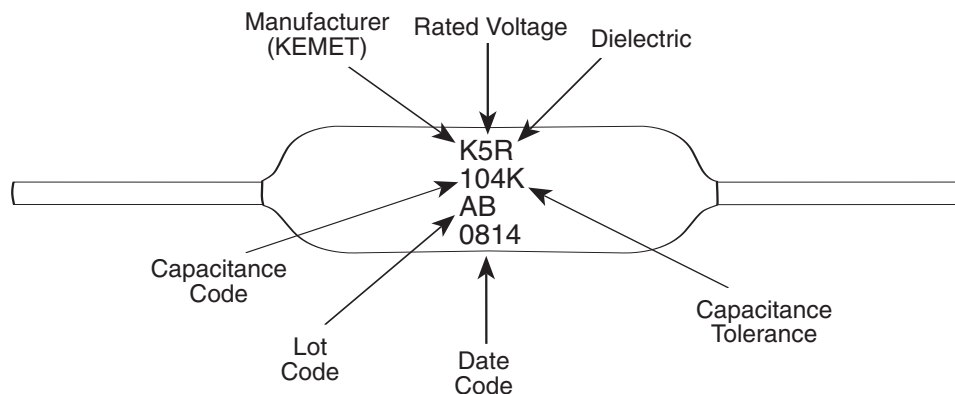 Manufacturer
(KEMET)
Rated Voltage
Dielectric
K5R
104K
AB
0814
Capacitance
Code
Lot
Code
Date
Code
Capacitance
Tolerance